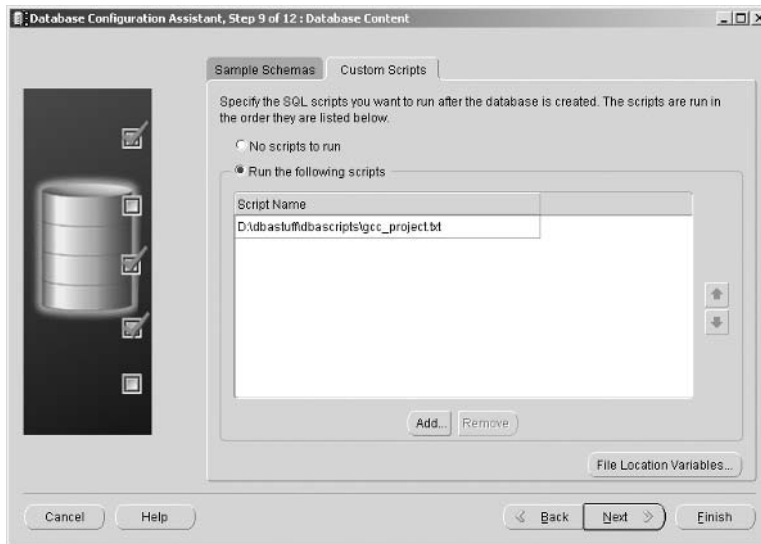 Database Configuration Assistant, Step 9 of 12 : Database Content
Sample Schemas
Custom Scripts
Specify the SQL scripts you want to run after the database is created. The scripts are run in
the order they are listed below.
No scripts to run
Run the following scripts
Script Name
D:\dbastuff\dbascripts\gcc_project.txt
Add...
Remove
File Location Variables...
Cancel
Help
Back
Next
Finish